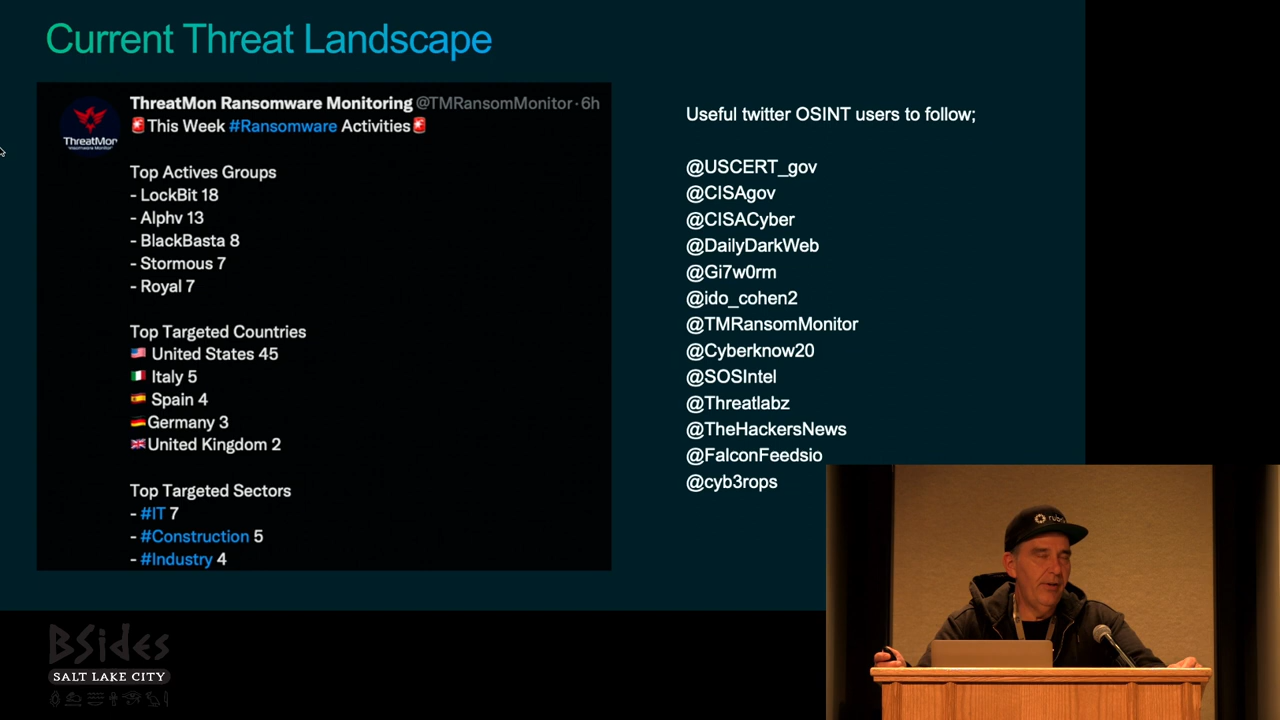 Current Threat Landscape
ThreatMon Ransomware Monitoring @TMRansomMonitor · 6h
🚨This Week #Ransomware Activities🚨
ThreatMon
Top Actives Groups
- LockBit 18
- Alphv 13
- BlackBasta 8
- Stormous 7
- Royal 7
Top Targeted Countries
🇺🇸 United States 45
🇮🇹 Italy 5
🇪🇸 Spain 4
🇩🇪Germany 3
🇬🇧United Kingdom 2
Top Targeted Sectors
- #IT 7
- #Construction 5
- #Industry 4
Useful twitter OSINT users to follow;
@USCERT_gov
@CISAgov
@CISACyber
@DailyDarkWeb
@Gi7w0rm
@ido_cohen2
@TMRansomMonitor
@Cyberknow20
@SOSIntel
@Threatlabz
@TheHackersNews
@FalconFeedsio
@cyb3rops
BSides
SALT LAKE CITY